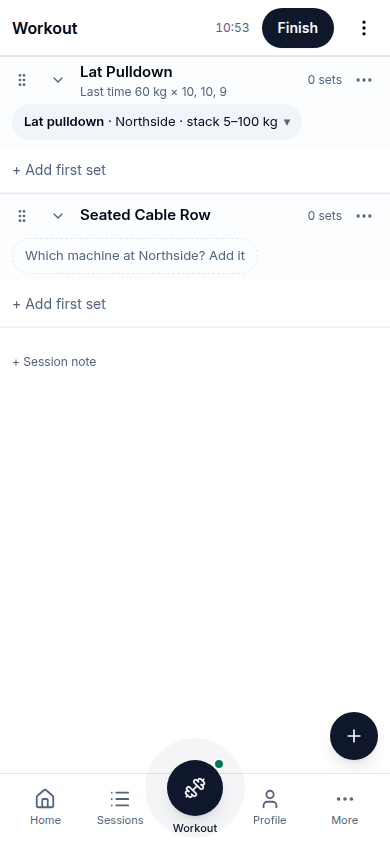 Workout
10:53
Finish
Lat Pulldown
Last time 60 kg × 10, 10, 9
0 sets
Lat pulldown · Northside · stack 5–100 kg ▾
+ Add first set
Seated Cable Row
0 sets
Which machine at Northside? Add it
+ Add first set
+ Session note
Home
Sessions
Workout
Profile
More